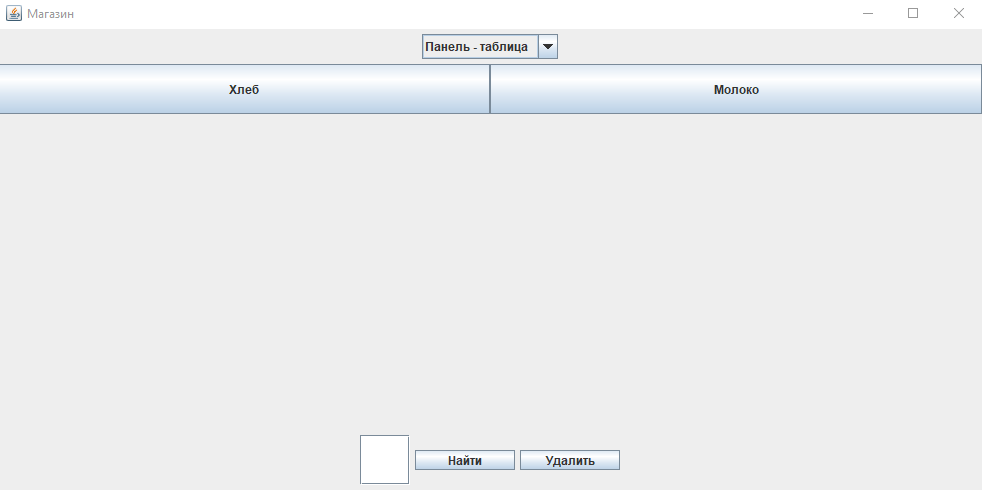 Магазин
Панель - таблица
Хлеб
Молоко
Найти
Удалить